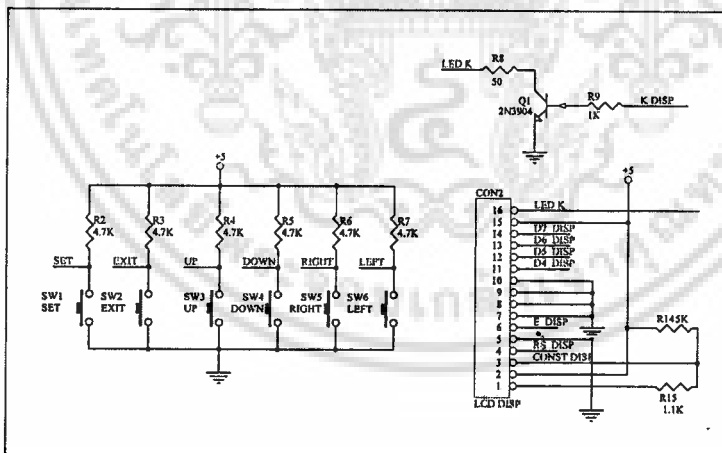 LED K
R8
50
Q1
2N3904
R9
1K
K DISP
+5
R2
4.7K
R3
4.7K
R4
4.7K
R5
4.7K
R6
4.7K
R7
4.7K
SET
EXIT
UP
DOWN
RIGHT
LEFT
SW1
SET
SW2
EXIT
SW3
UP
SW4
DOWN
SW5
RIGHT
SW6
LEFT
+5
CON2
16 LED K
15
14 D7 DISP
13 D6 DISP
12 D5 DISP
11 D4 DISP
10
9
8
7
6 E DISP
5
4 RS DISP
3 CONST DISP
2
1
LCD DISP
R145K
R15
1.1K